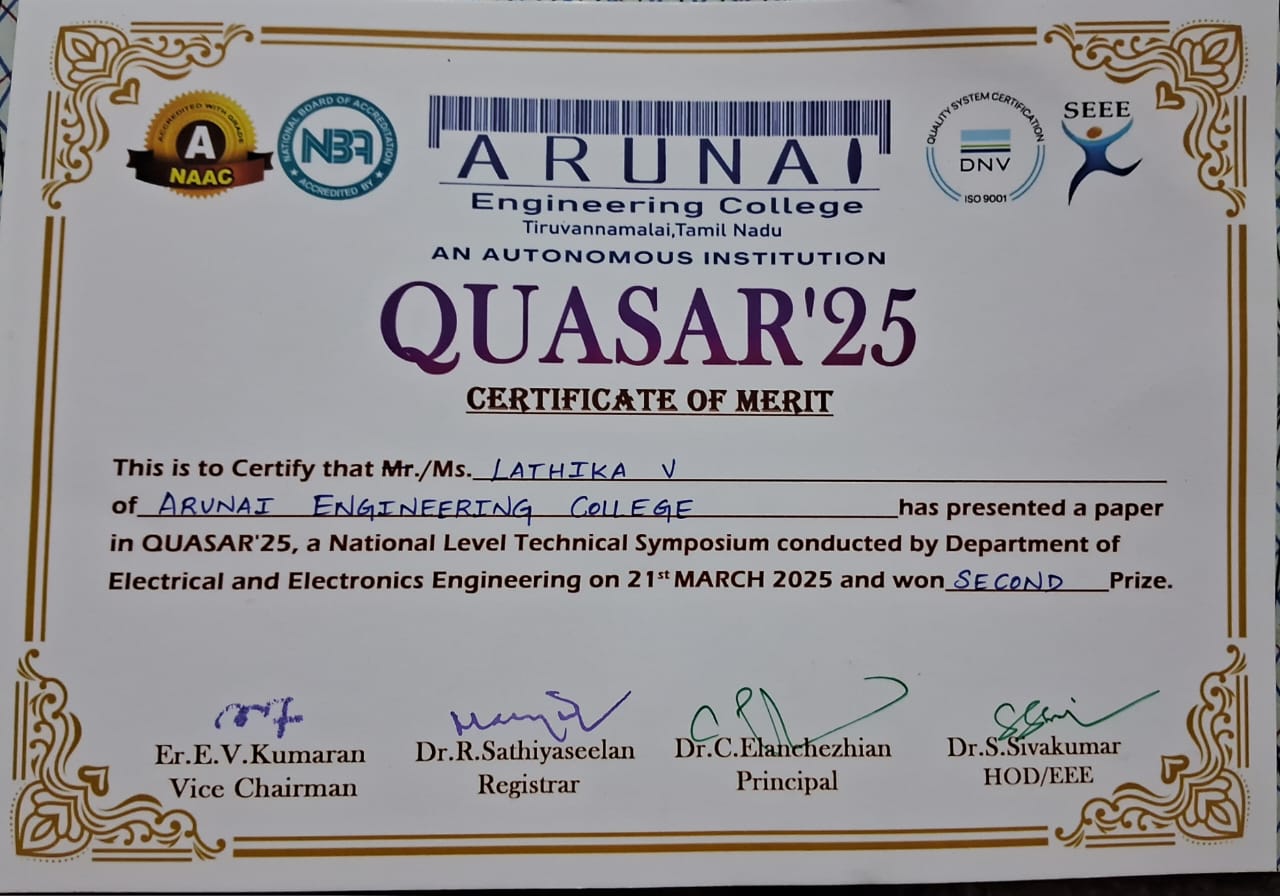 ACCREDITED WITH GRADE
A
NAAC
NATIONAL BOARD OF ACCREDITATION
NBA
ACCREDITED BY
ARUNAI
Engineering College
Tiruvannamalai,Tamil Nadu
AN AUTONOMOUS INSTITUTION
QUALITY SYSTEM CERTIFICATION
DNV
ISO 9001
SEEE
QUASAR'25
CERTIFICATE OF MERIT
This is to Certify that Mr./Ms. LATHIKA V
of ARUNAI ENGINEERING COLLEGE has presented a paper
in QUASAR'25, a National Level Technical Symposium conducted by Department of
Electrical and Electronics Engineering on 21st MARCH 2025 and won SECOND Prize.
Er.E.V.Kumaran
Vice Chairman
Dr.R.Sathiyaseelan
Registrar
Dr.C.Elanchezhian
Principal
Dr.S.Sivakumar
HOD/EEE